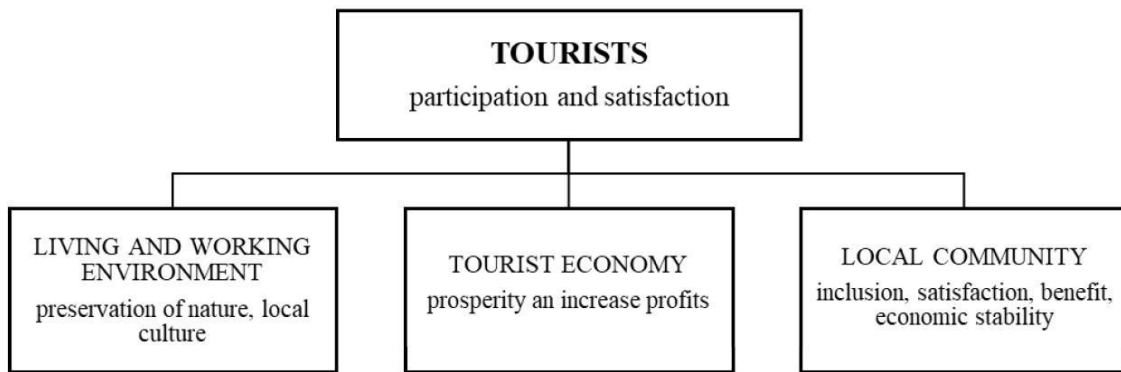 TOURISTS
participation and satisfaction
LIVING AND WORKING
ENVIRONMENT
preservation of nature, local
culture
TOURIST ECONOMY
prosperity an increase profits
LOCAL COMMUNITY
inclusion, satisfaction, benefit,
economic stability